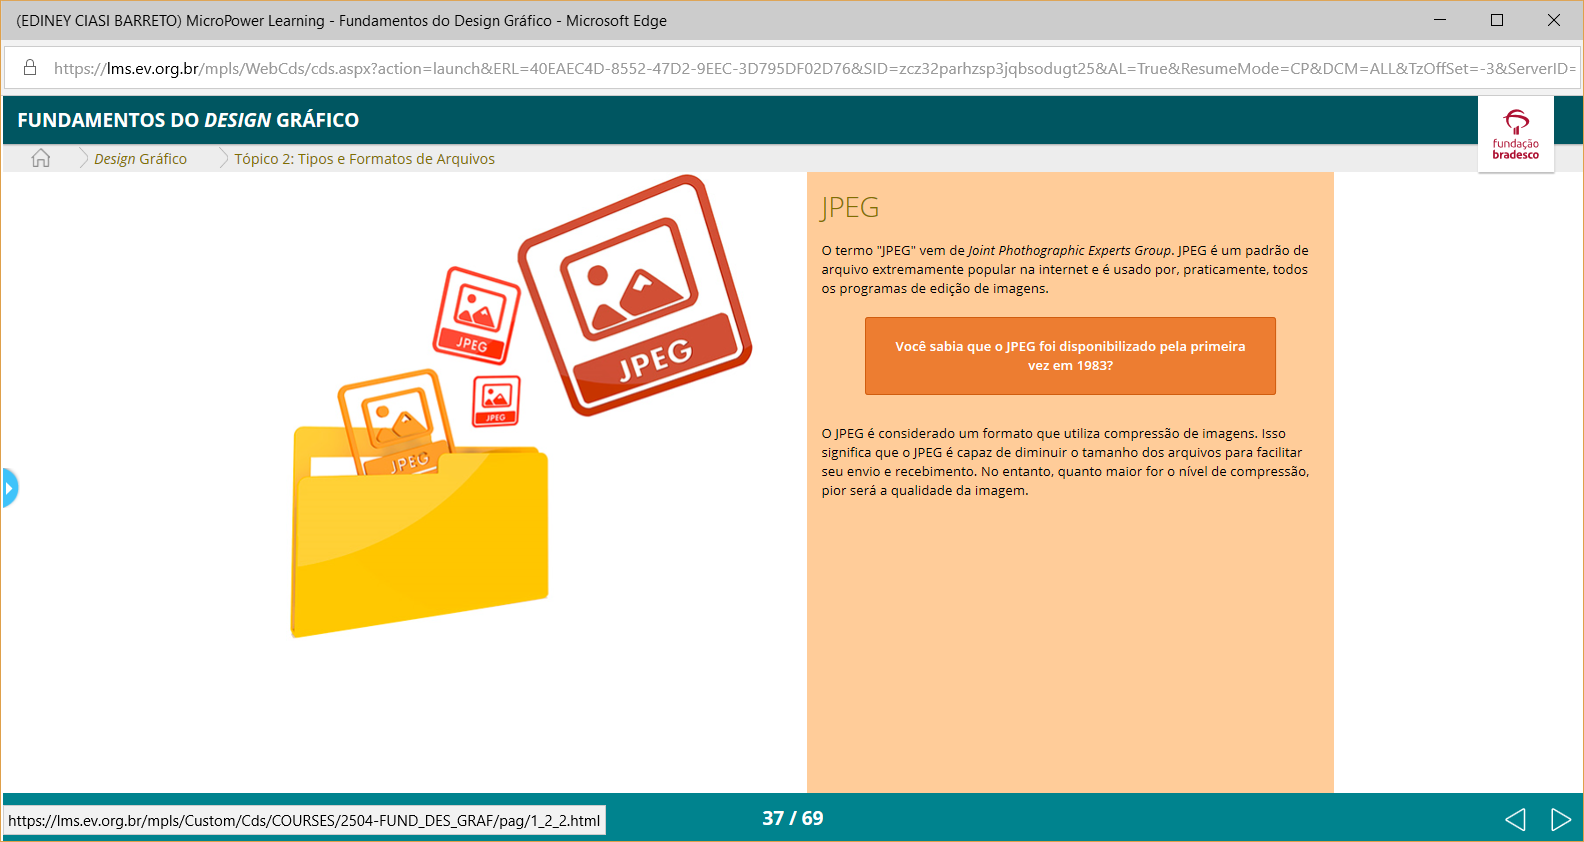 (EDINEY CIASI BARRETO) MicroPower Learning - Fundamentos do Design Gráfico - Microsoft Edge
https://lms.ev.org.br/mpls/WebCds/cds.aspx?action=launch&ERL=40EAEC4D-8552-47D2-9EEC-3D795DF02D76&SID=zcz32parhzsp3jqbsodugt25&AL=True&ResumeMode=CP&DCM=ALL&TzOffSet=-3&ServerID=
FUNDAMENTOS DO DESIGN GRÁFICO
fundação
bradesco
Design Gráfico
Tópico 2: Tipos e Formatos de Arquivos
JPEG
JPEG
JPEG
JPEG
JPEG
O termo "JPEG" vem de Joint Phothographic Experts Group. JPEG é um padrão de
arquivo extremamente popular na internet e é usado por, praticamente, todos
os programas de edição de imagens.
Você sabia que o JPEG foi disponibilizado pela primeira
vez em 1983?
O JPEG é considerado um formato que utiliza compressão de imagens. Isso
significa que o JPEG é capaz de diminuir o tamanho dos arquivos para facilitar
seu envio e recebimento. No entanto, quanto maior for o nível de compressão,
pior será a qualidade da imagem.
https://lms.ev.org.br/mpls/Custom/Cds/COURSES/2504-FUND_DES_GRAF/pag/1_2_2.html
37 / 69